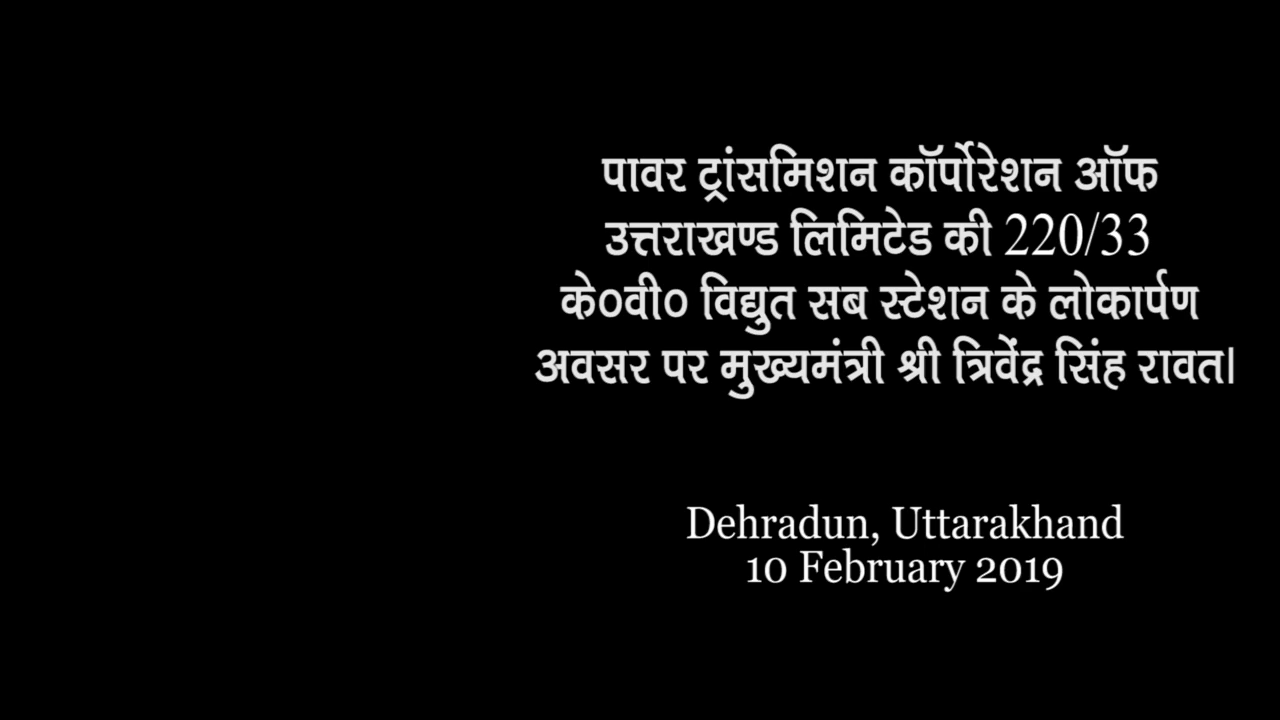 पावर ट्रांसमिशन कॉर्पोरेशन ऑफ
उत्तराखण्ड लिमिटेड की 220/33
के०वी० विद्युत सब स्टेशन के लोकार्पण
अवसर पर मुख्यमंत्री श्री त्रिवेंद्र सिंह रावत।
Dehradun, Uttarakhand
10 February 2019